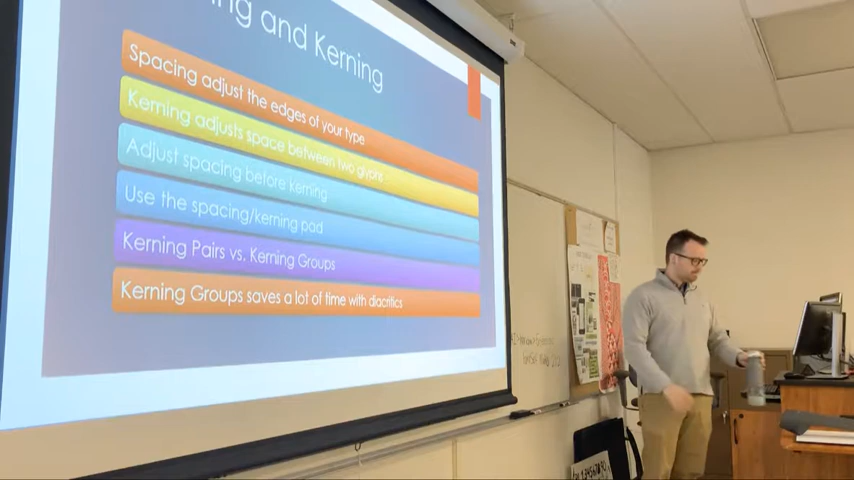 and Kerning
Spacing adjust the edges of your type
Kerning adjusts space between two glyphs
Adjust spacing before kerning
Use the spacing/kerning pad
Kerning Pairs vs. Kerning Groups
Kerning Groups saves a lot of time with diacritics